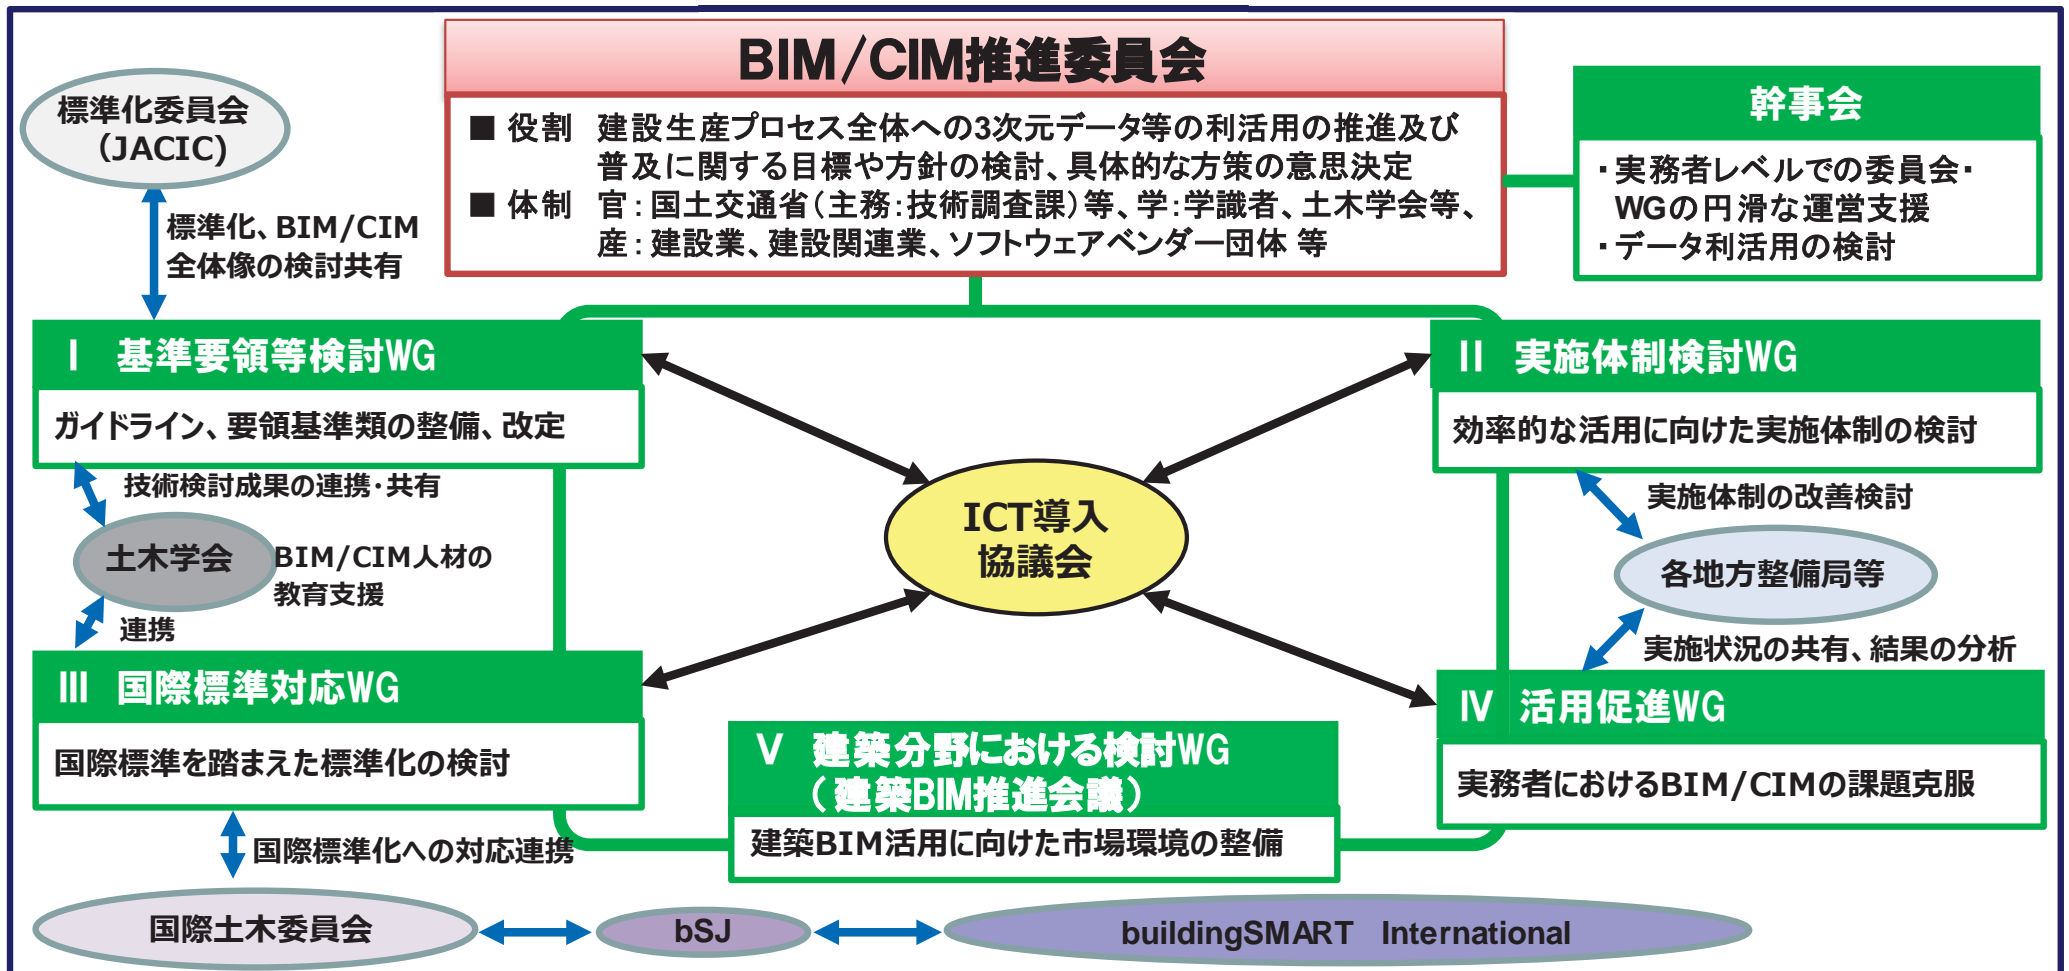 BIM/CIM推進委員会
■ 役割 建設生産プロセス全体への3次元データ等の利活用の推進及び
普及に関する目標や方針の検討、具体的な方策の意思決定
■ 体制 官：国土交通省（主務：技術調査課）等、学：学識者、土木学会等、
産：建設業、建設関連業、ソフトウェアベンダー団体 等
幹事会
・実務者レベルでの委員会・
WGの円滑な運営支援
・データ利活用の検討
標準化委員会
（JACIC）
標準化、BIM/CIM
全体像の検討共有
Ⅰ 基準要領等検討WG
ガイドライン、要領基準類の整備、改定
Ⅱ 実施体制検討WG
効率的な活用に向けた実施体制の検討
技術検討成果の連携・共有
土木学会
BIM/CIM人材の
教育支援
連携
ICT導入
協議会
実施体制の改善検討
各地方整備局等
実施状況の共有、結果の分析
Ⅲ 国際標準対応WG
国際標準を踏まえた標準化の検討
Ⅳ 活用促進WG
実務者におけるBIM/CIMの課題克服
Ⅴ 建築分野における検討WG
（建築BIM推進会議）
建築BIM活用に向けた市場環境の整備
国際標準化への対応連携
国際土木委員会
bSJ
buildingSMART International